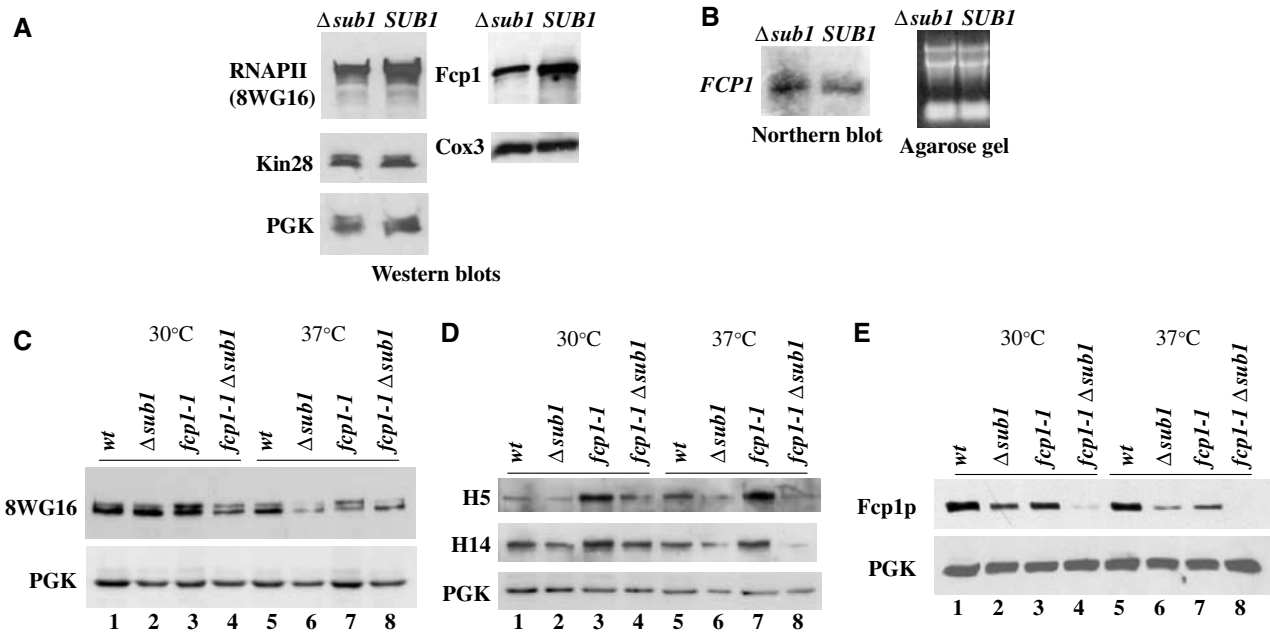 A
Δsub1 SUB1
Δsub1 SUB1
RNAPII
(8WG16)
Fcp1
Kin28
Cox3
PGK
Western blots
B
Δsub1 SUB1
Δsub1 SUB1
FCP1
Northern blot
Agarose gel
C
30°C
37°C
wt
Δsub1
fcp1-1
fcp1-1 Δsub1
wt
Δsub1
fcp1-1
fcp1-1 Δsub1
8WG16
PGK
1 2 3 4 5 6 7 8
D
30°C
37°C
wt
Δsub1
fcp1-1
fcp1-1 Δsub1
wt
Δsub1
fcp1-1
fcp1-1 Δsub1
H5
H14
PGK
1 2 3 4 5 6 7 8
E
30°C
37°C
wt
Δsub1
fcp1-1
fcp1-1 Δsub1
wt
Δsub1
fcp1-1
fcp1-1 Δsub1
Fcp1p
PGK
1 2 3 4 5 6 7 8